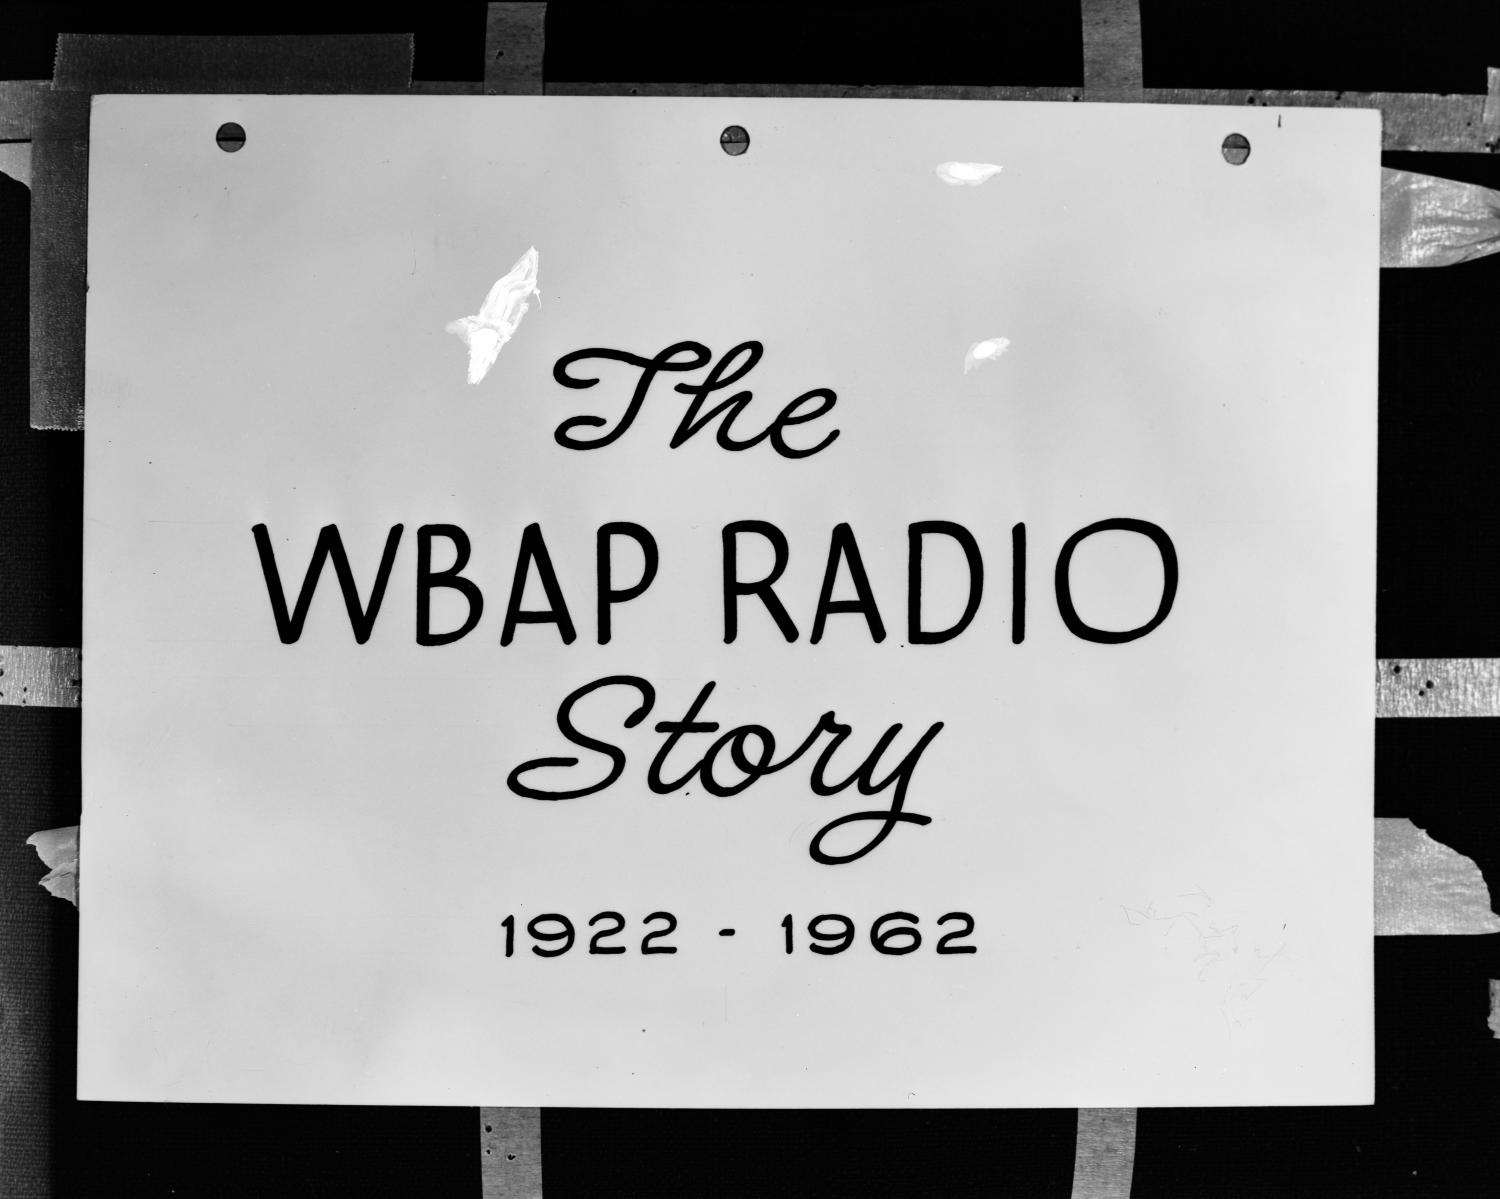 The
WBAP RADIO
Story
1922 - 1962